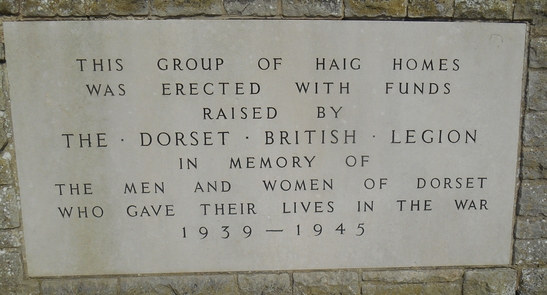 THIS GROUP OF HAIG HOMES
WAS ERECTED WITH FUNDS
RAISED BY
THE · DORSET · BRITISH · LEGION
IN MEMORY OF
THE MEN AND WOMEN OF DORSET
WHO GAVE THEIR LIVES IN THE WAR
1939 — 1945